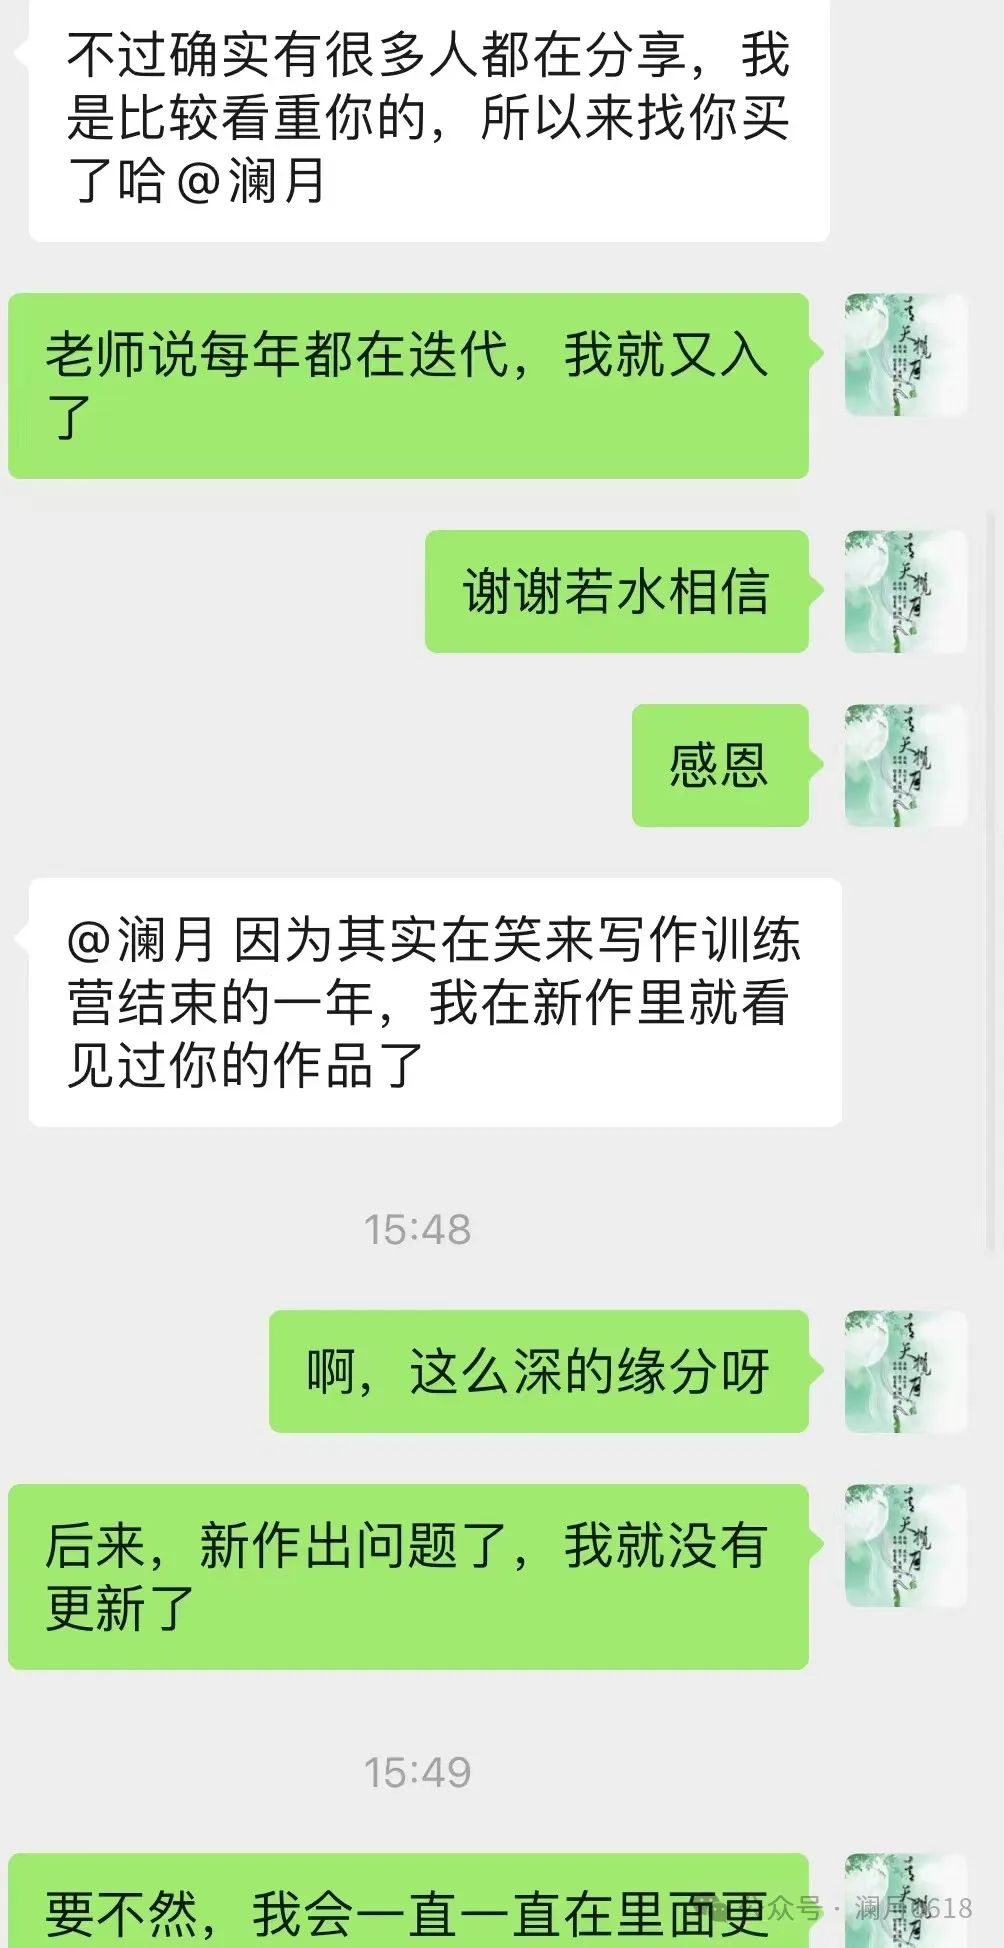 不过确实有很多人都在分享，我
是比较看重你的，所以来找你买
了哈@澜月
老师说每年都在迭代，我就又入
了
谢谢若水相信
感恩
@澜月 因为其实在笑来写作训练
营结束的一年，我在新作里就看
见过你的作品了
15:48
啊，这么深的缘分呀
后来，新作出问题了，我就没有
更新了
15:49
要不然，我会一直一直在里面更
公众号 · 澜月0618